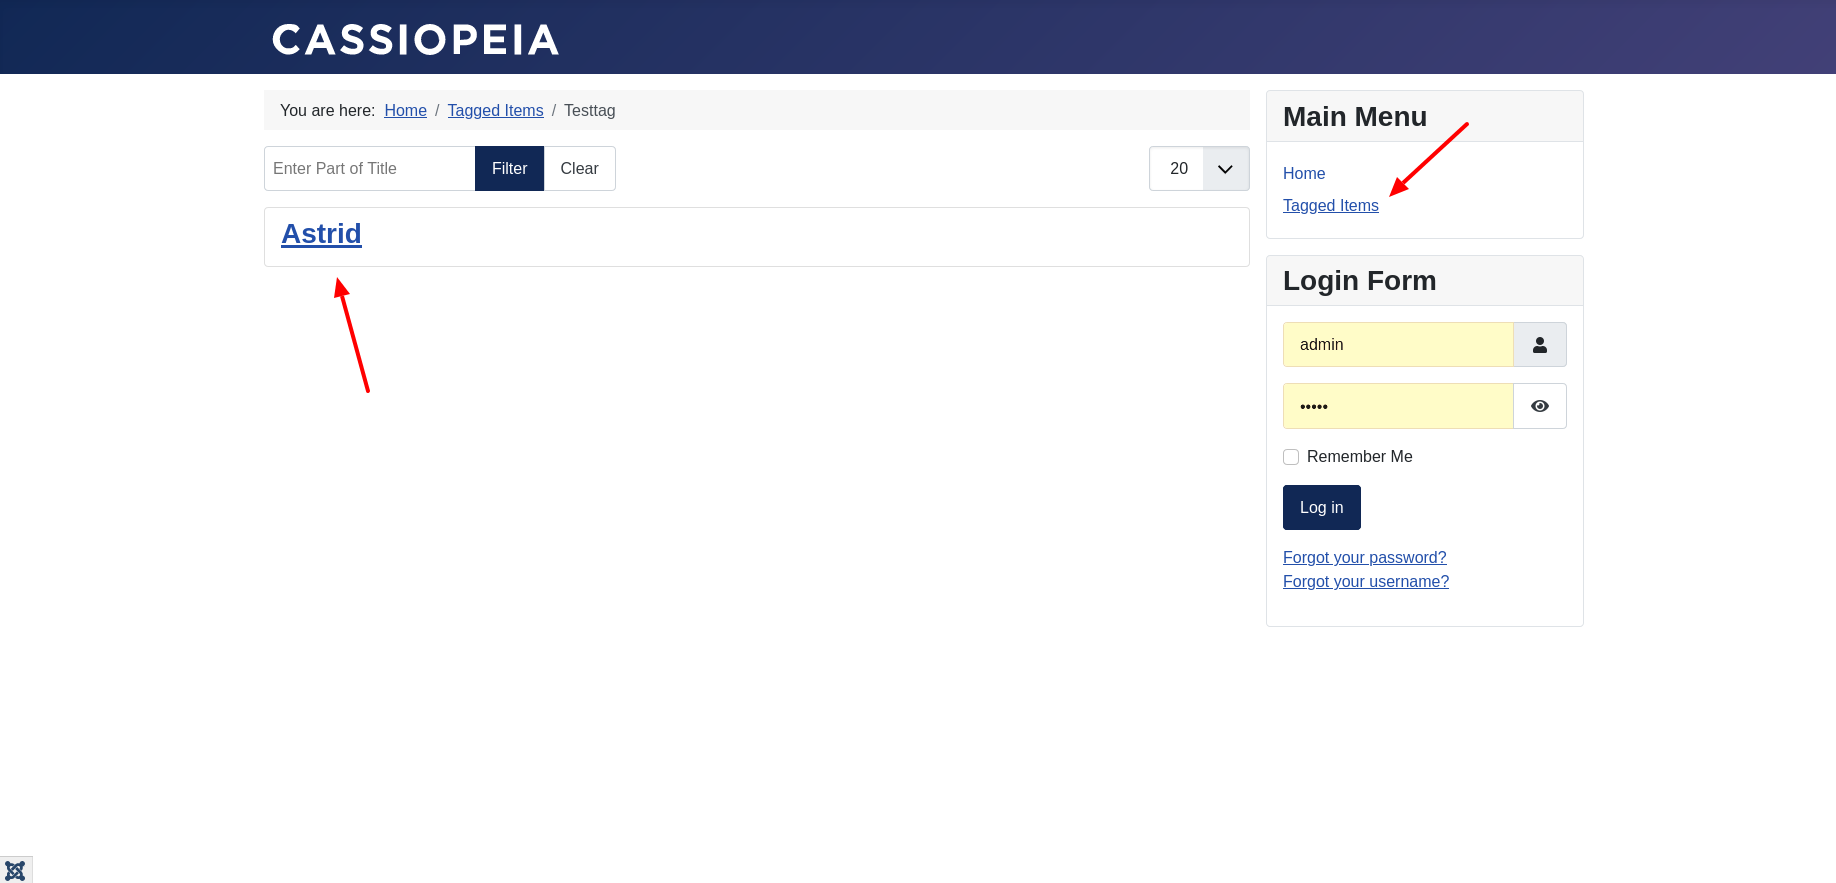 CASSIOPEIA
You are here: Home / Tagged Items / Testtag
Enter Part of Title Filter Clear 20
Astrid
Main Menu
Home
Tagged Items
Login Form
admin
•••••
Remember Me
Log in
Forgot your password?
Forgot your username?